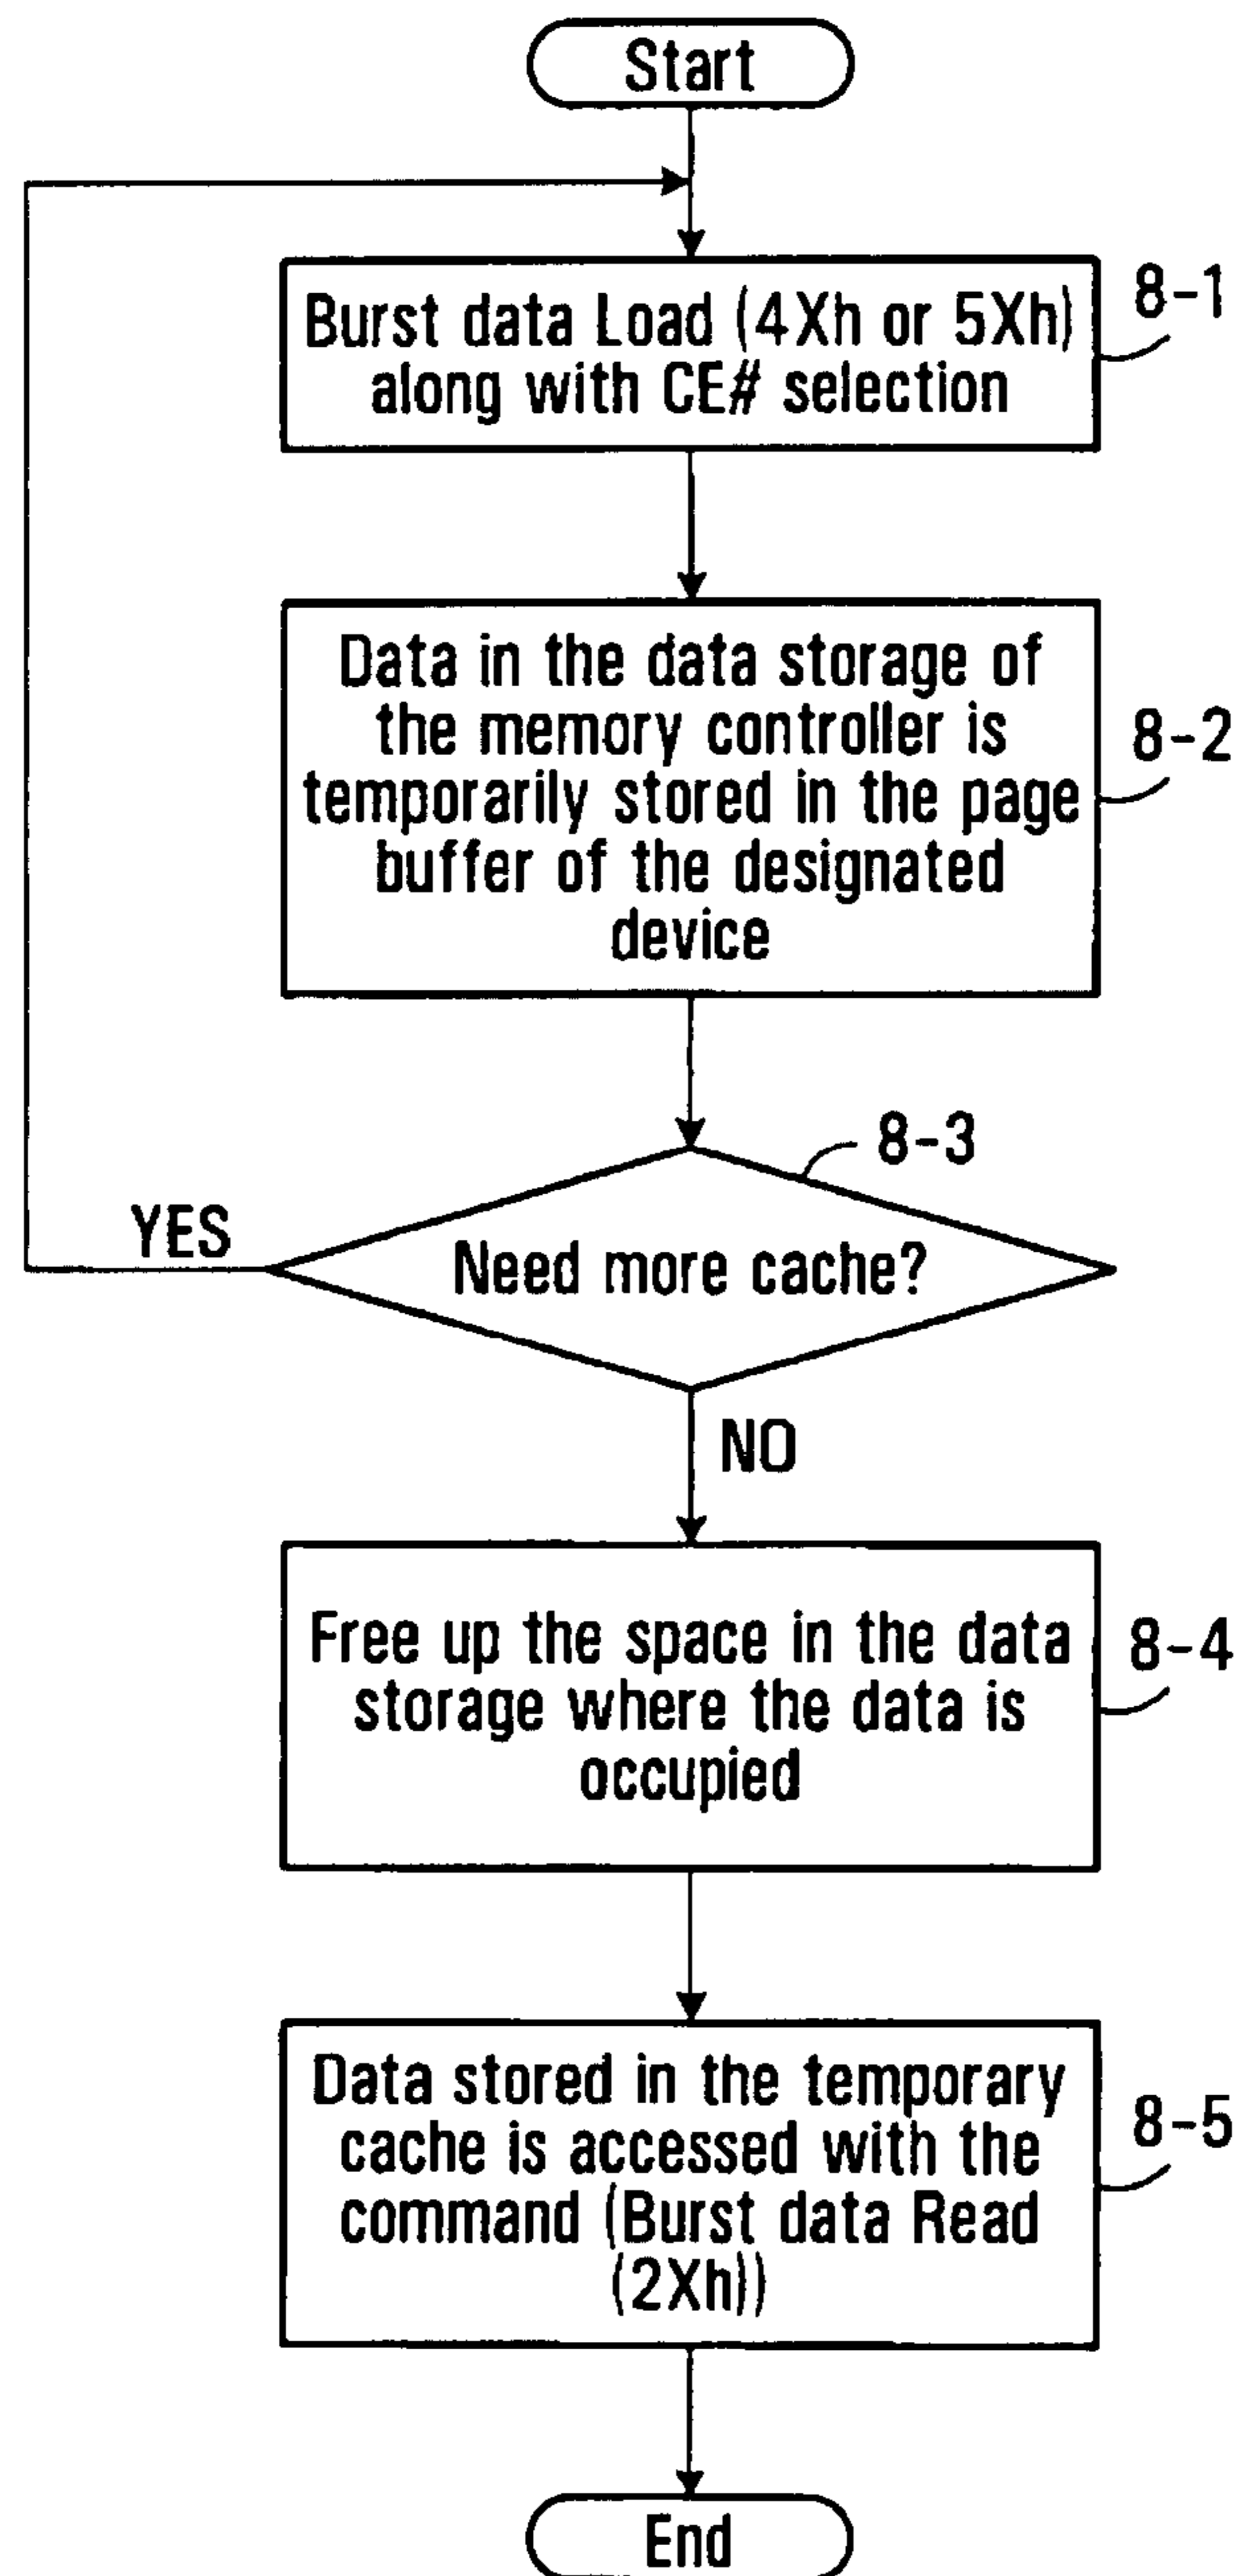 Start
Burst data Load (4Xh or 5Xh)
along with CE# selection
8-1
Data in the data storage of
the memory controller is
temporarily stored in the page
buffer of the designated
device
8-2
8-3
Need more cache?
YES
NO
Free up the space in the data
storage where the data is
occupied
8-4
Data stored in the temporary
cache is accessed with the
command (Burst data Read
(2Xh))
8-5
End